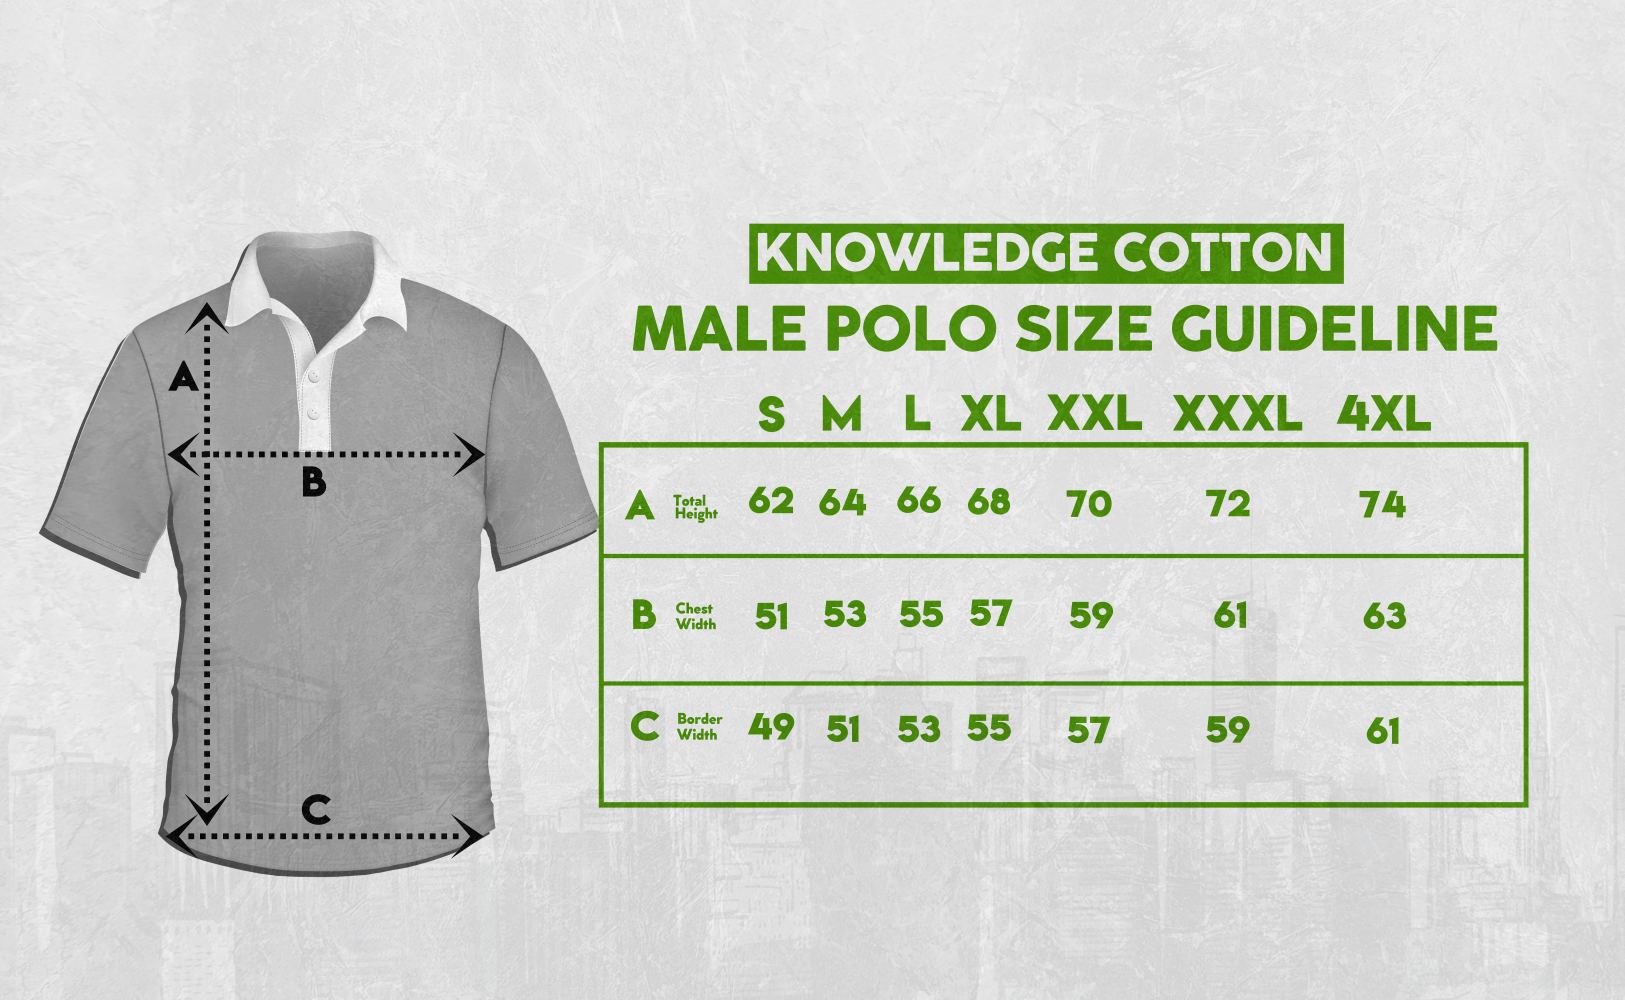 KNOWLEDGE COTTON
MALE POLO SIZE GUIDELINE
S M L XL XXL XXXL 4XL
A Total Height 62 64 66 68 70 72 74
B Chest Width 51 53 55 57 59 61 63
C Border Width 49 51 53 55 57 59 61
A
B
C